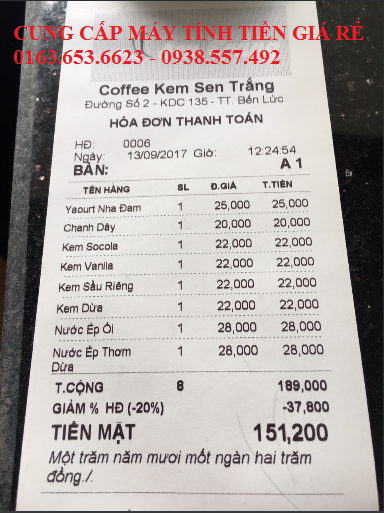 CUNG CẤP MÁY TÍNH TIỀN GIÁ RẺ
0163.653.6623 - 0938.557.492
Coffee Kem Sen Trắng
Đường Số 2 - KDC 135 - TT. Bến Lức
HÓA ĐƠN THANH TOÁN
HĐ: 0006
Ngày: 13/09/2017 Giờ: 12:24:54
BÀN: A 1
TÊN HÀNG SL Đ.GIÁ T.TIỀN
Yaourt Nha Đam 1 25,000 25,000
Chanh Dây 1 20,000 20,000
Kem Socola 1 22,000 22,000
Kem Vanila 1 22,000 22,000
Kem Sầu Riêng 1 22,000 22,000
Kem Dừa 1 22,000 22,000
Nước Ép Ổi 1 28,000 28,000
Nước Ép Thơm 1 28,000 28,000
Dừa
T.CỘNG 8 189,000
GIẢM % HĐ (-20%) -37,800
TIỀN MẶT 151,200
Một trăm năm mươi mốt ngàn hai trăm
đồng./.